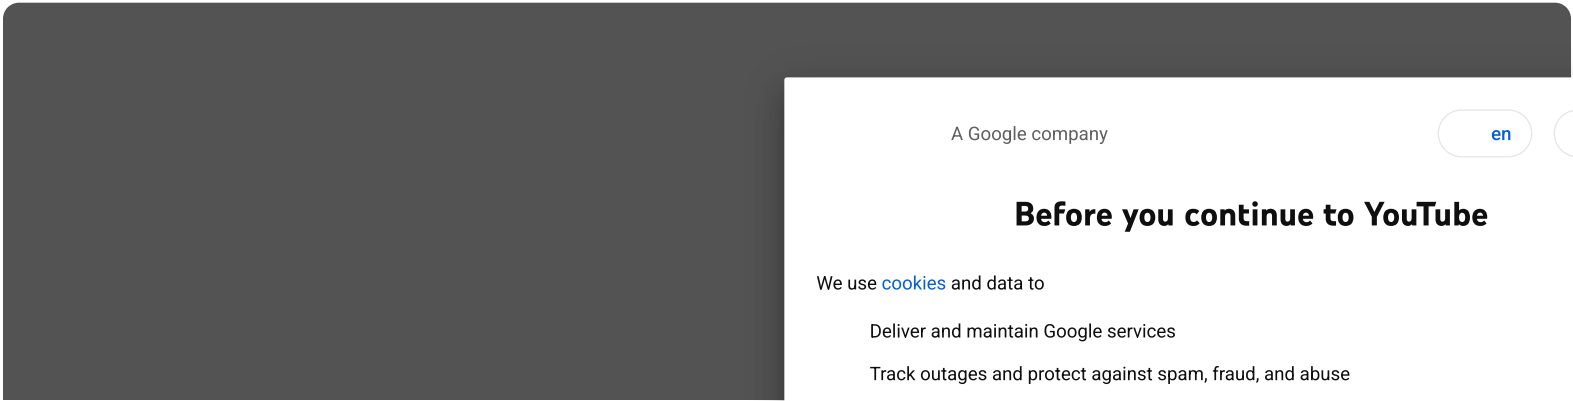 A Google company
en
Before you continue to YouTube
We use cookies and data to
Deliver and maintain Google services
Track outages and protect against spam, fraud, and abuse